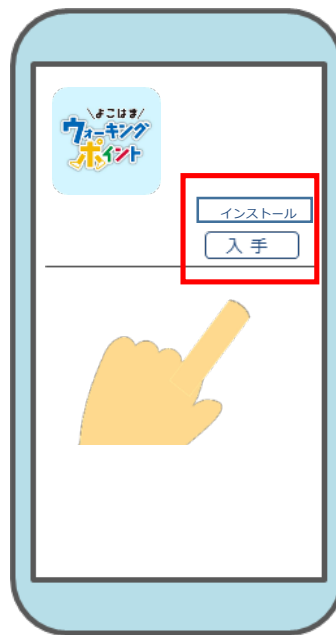 \よこはま/
ウォーキング
ポイント
インストール
入手